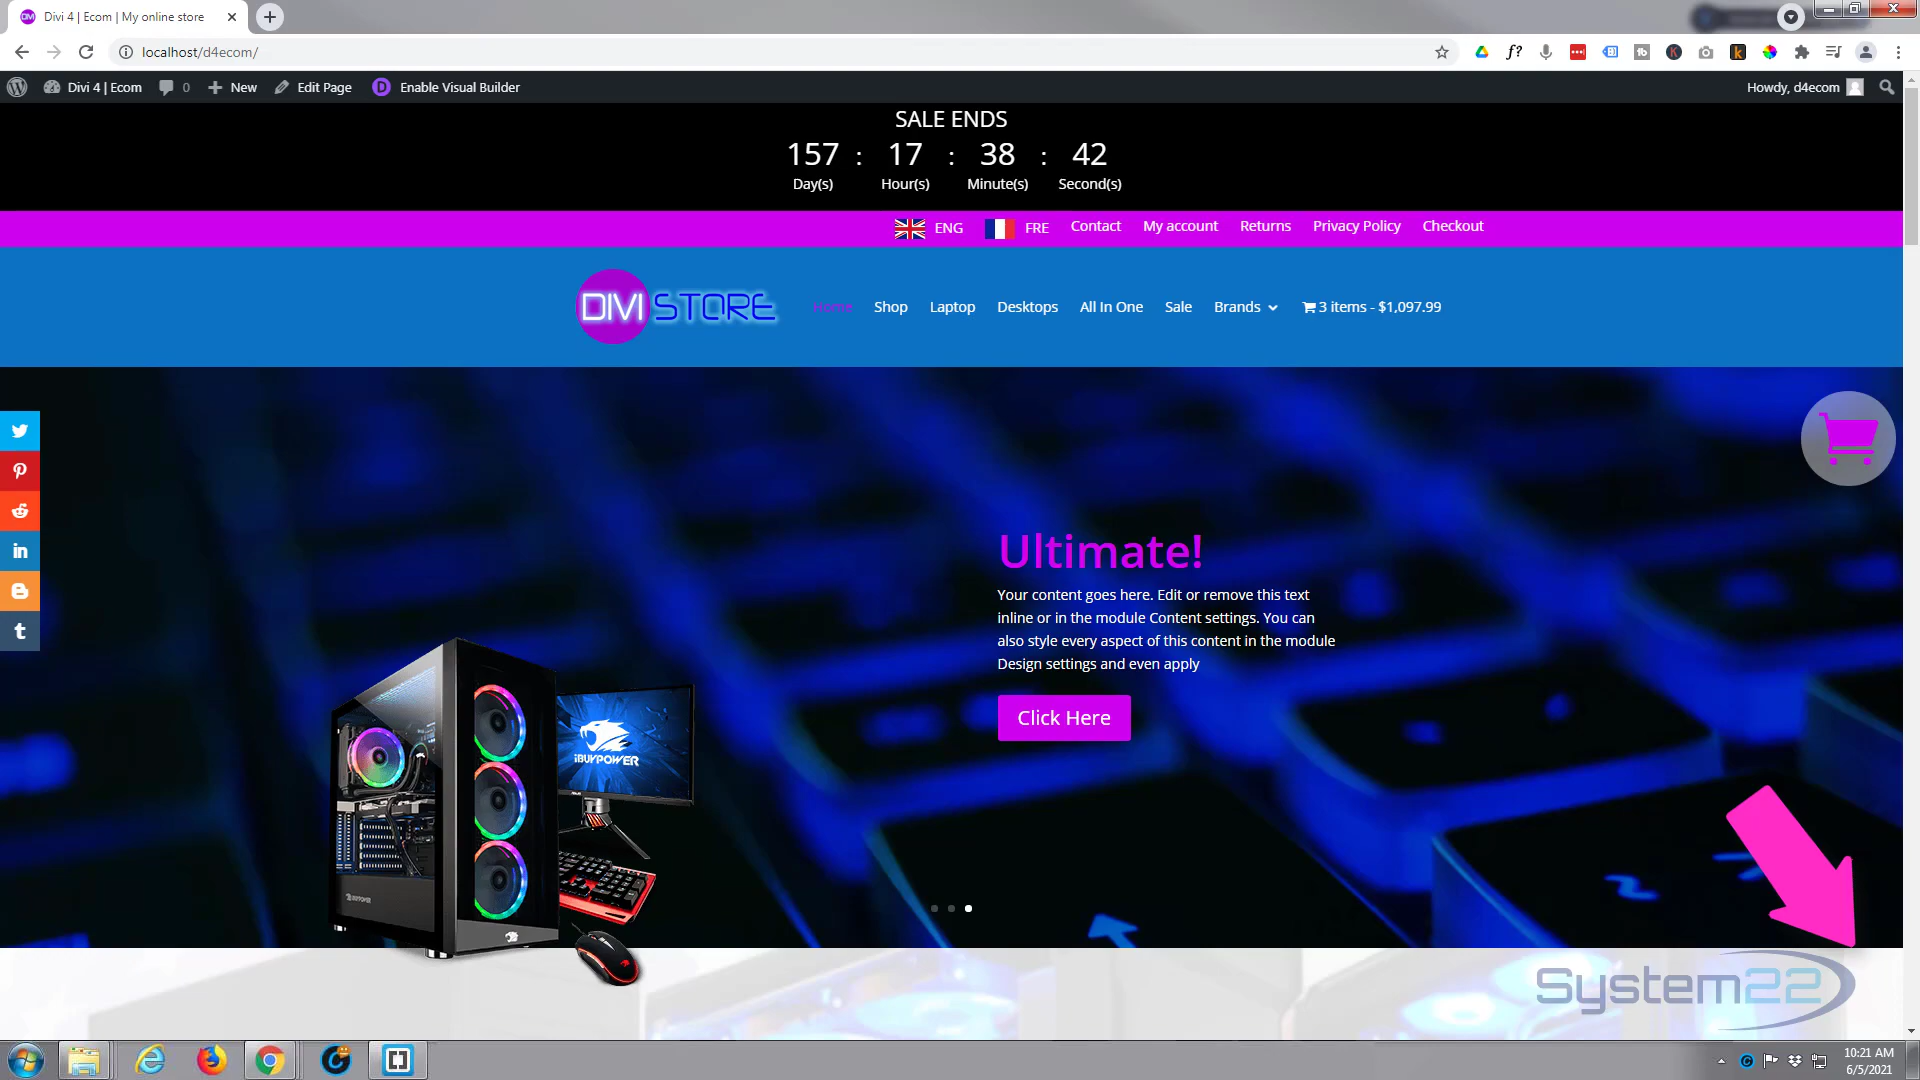 Divi 4 | Ecom | My online store
localhost/d4ecom/
Divi 4 | Ecom
0
New
Edit Page
Enable Visual Builder
Howdy, d4ecom
SALE ENDS
157 : 17 : 38 : 42
Day(s) Hour(s) Minute(s) Second(s)
ENG FRE Contact My account Returns Privacy Policy Checkout
DIVI STORE
Home Shop Laptop Desktops All In One Sale Brands 3 items - $1,097.99
Ultimate!
Your content goes here. Edit or remove this text
inline or in the module Content settings. You can
also style every aspect of this content in the module
Design settings and even apply
Click Here
iBUYPOWER
System22
10:21 AM
6/5/2021